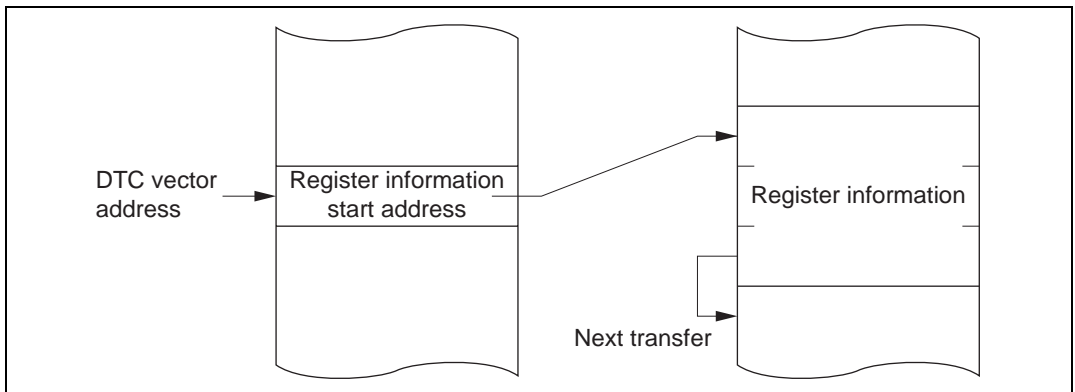 DTC vector
address
Register information
start address
Register information
Next transfer